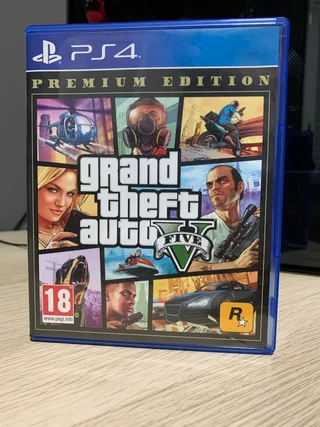 PS4
PREMIUM EDITION
grand
theft
auto
V
FIVE
18
www.pegi.info
R